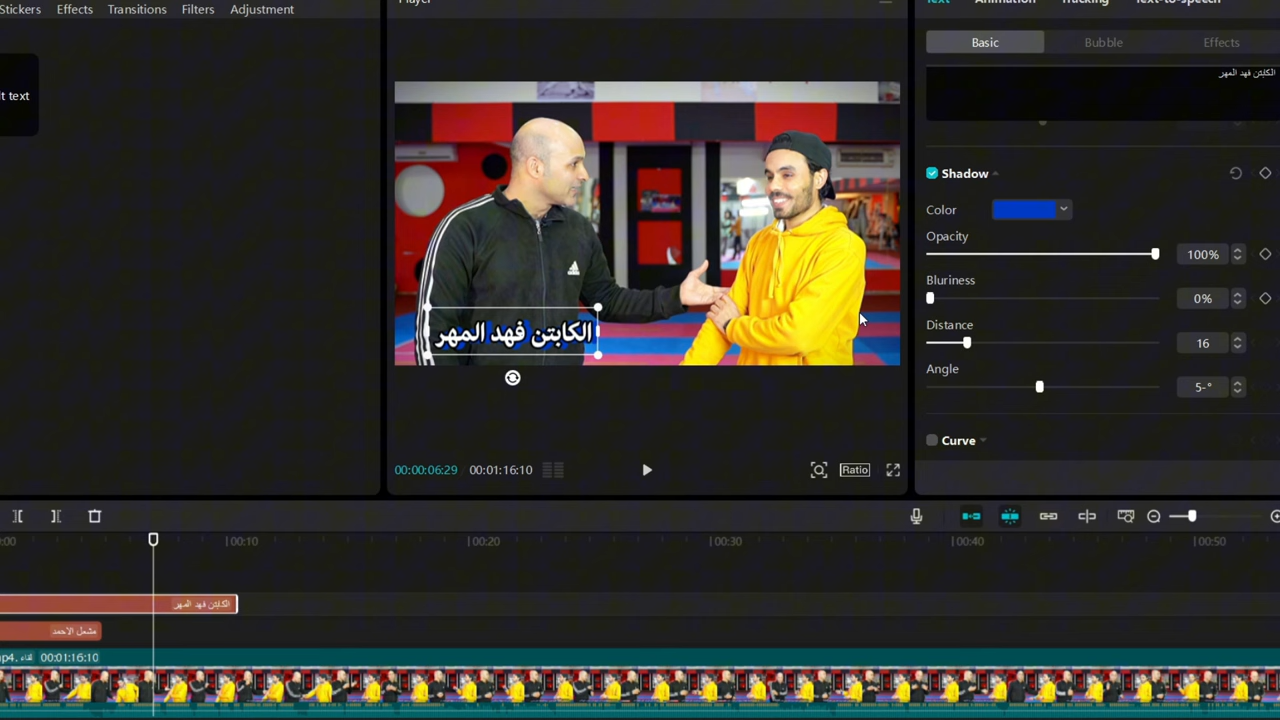 Stickers Effects Transitions Filters Adjustment
Text Animation Tracking Text-to-speech
Player
Basic Bubble Effects
الكابتن فهد المهر
t text
Shadow
Color
Opacity
100%
Bluriness
0%
Distance
16
Angle
5-°
Curve
adidas
الكابتن فهد المهر
00:00:06:29 00:01:16:10
Ratio
:00 00:10 00:20 00:30 00:40 00:50
الكابتن فهد المهر
مشعل الاحمد
لقاء .mp4 00:01:16:10